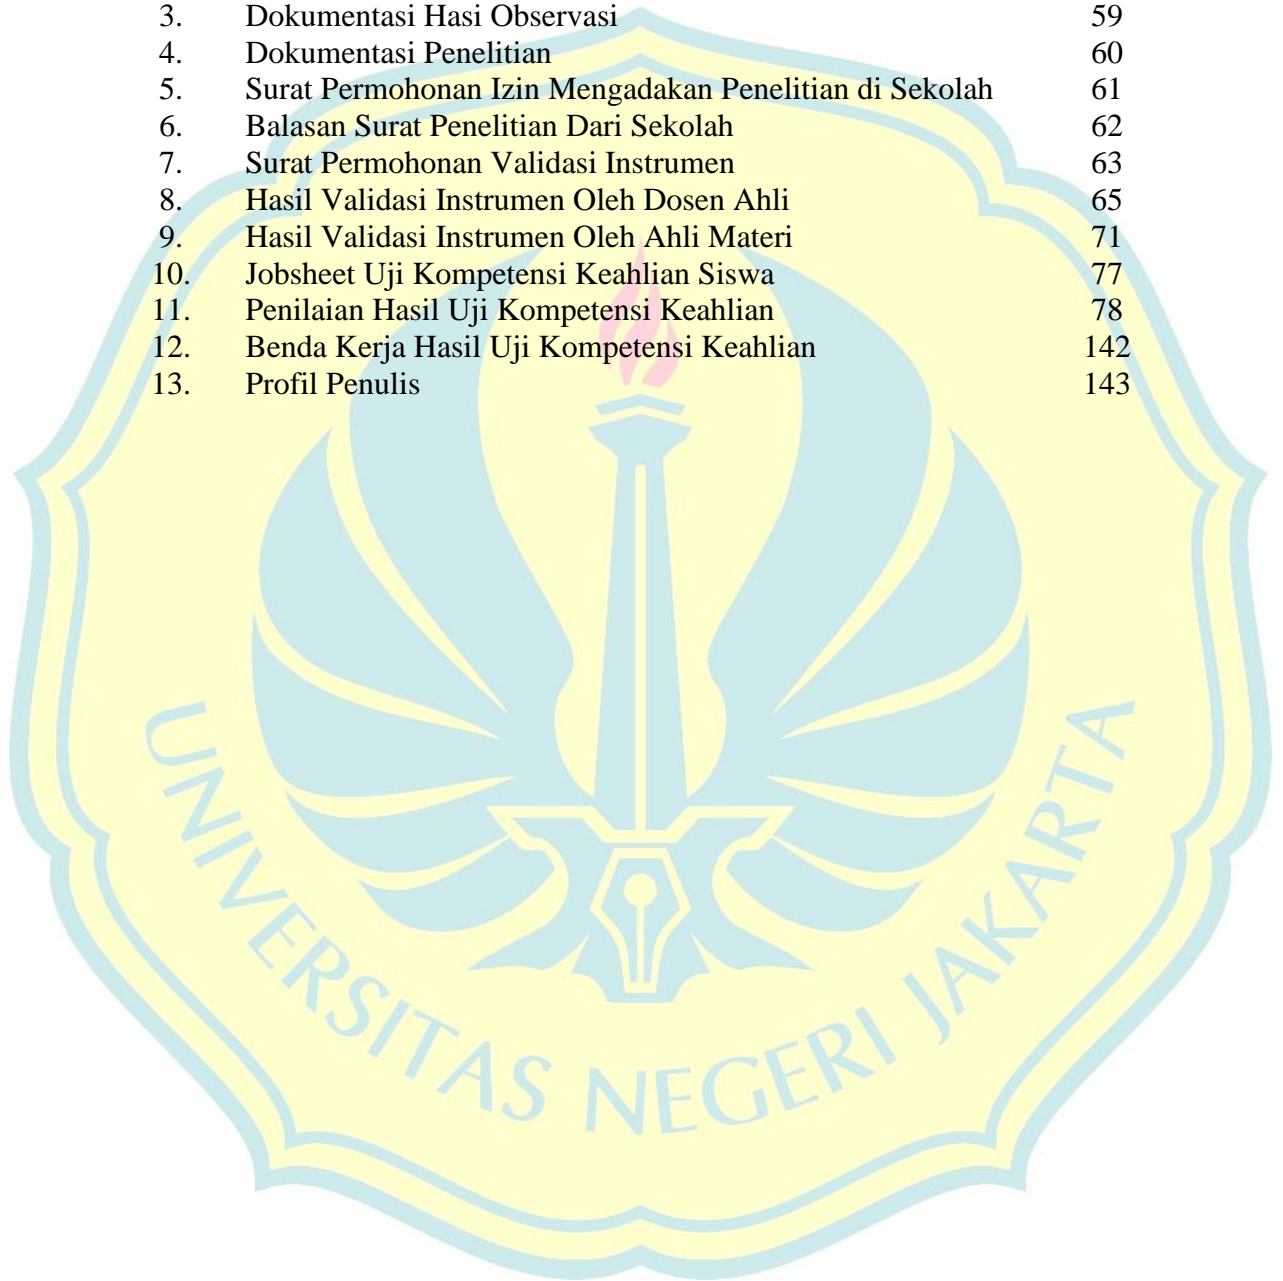 3. Dokumentasi Hasi Observasi 59
4. Dokumentasi Penelitian 60
5. Surat Permohonan Izin Mengadakan Penelitian di Sekolah 61
6. Balasan Surat Penelitian Dari Sekolah 62
7. Surat Permohonan Validasi Instrumen 63
8. Hasil Validasi Instrumen Oleh Dosen Ahli 65
9. Hasil Validasi Instrumen Oleh Ahli Materi 71
10. Jobsheet Uji Kompetensi Keahlian Siswa 77
11. Penilaian Hasil Uji Kompetensi Keahlian 78
12. Benda Kerja Hasil Uji Kompetensi Keahlian 142
13. Profil Penulis 143
UNIVERSITAS NEGERI JAKARTA